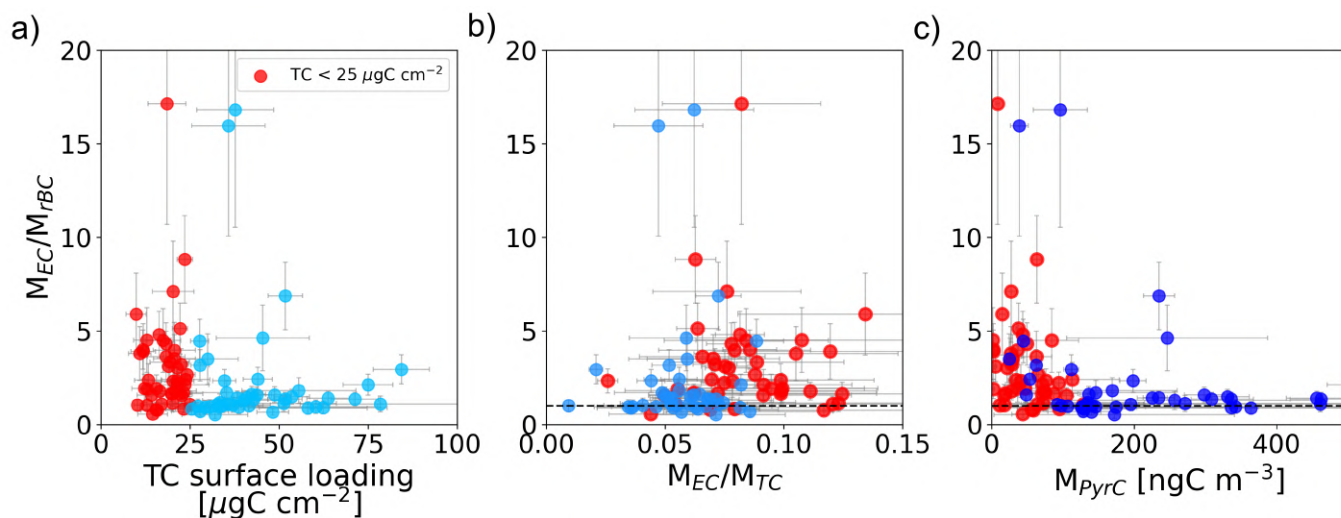 a)
b)
c)
M_EC/M_rBC
20
15
10
5
0
TC < 25 μgC cm⁻²
0 25 50 75 100
TC surface loading
[μgC cm⁻²]
20
15
10
5
0
0.00 0.05 0.10 0.15
M_EC/M_TC
20
15
10
5
0
0 200 400
M_PyrC [ngC m⁻³]